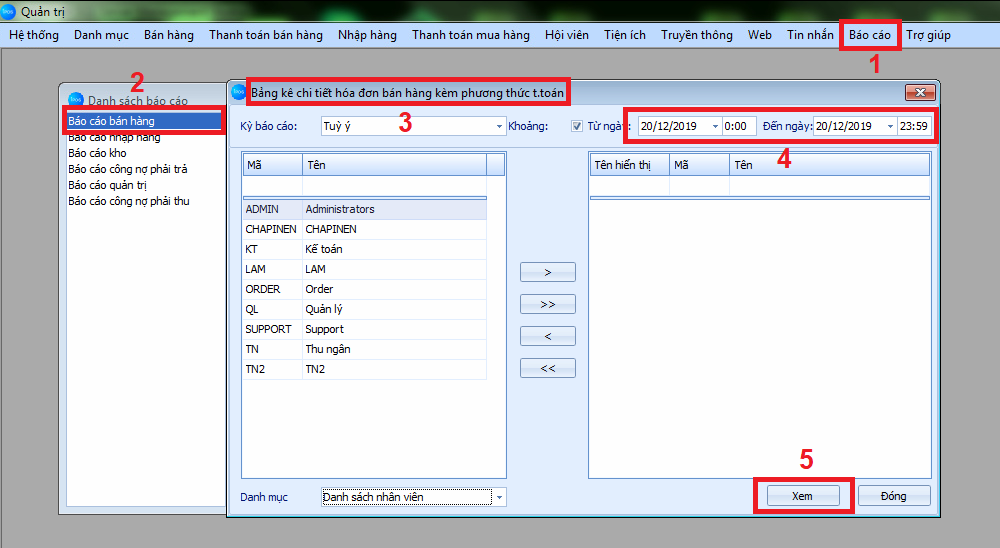 bios Quản trị
Hệ thống Danh mục Bán hàng Thanh toán bán hàng Nhập hàng Thanh toán mua hàng Hội viên Tiện ích Truyền thông Web Tin nhắn Báo cáo Trợ giúp
1
2
Danh sách báo cáo
Báo cáo bán hàng
Báo cáo nhập hàng
Báo cáo kho
Báo cáo công nợ phải trả
Báo cáo quản trị
Báo cáo công nợ phải thu
Bảng kê chi tiết hóa đơn bán hàng kèm phương thức t.toán
Kỳ báo cáo: Tuỳ ý 3 Khoảng: Từ ngày: 20/12/2019 0:00 Đến ngày: 20/12/2019 23:59
4
Mã Tên
ADMIN Administrators
CHAPINEN CHAPINEN
KT Kế toán
LAM LAM
ORDER Order
QL Quản lý
SUPPORT Support
TN Thu ngân
TN2 TN2
>
>>
<
<<
Tên hiển thị Mã Tên
5
Danh mục Danh sách nhân viên Xem Đóng